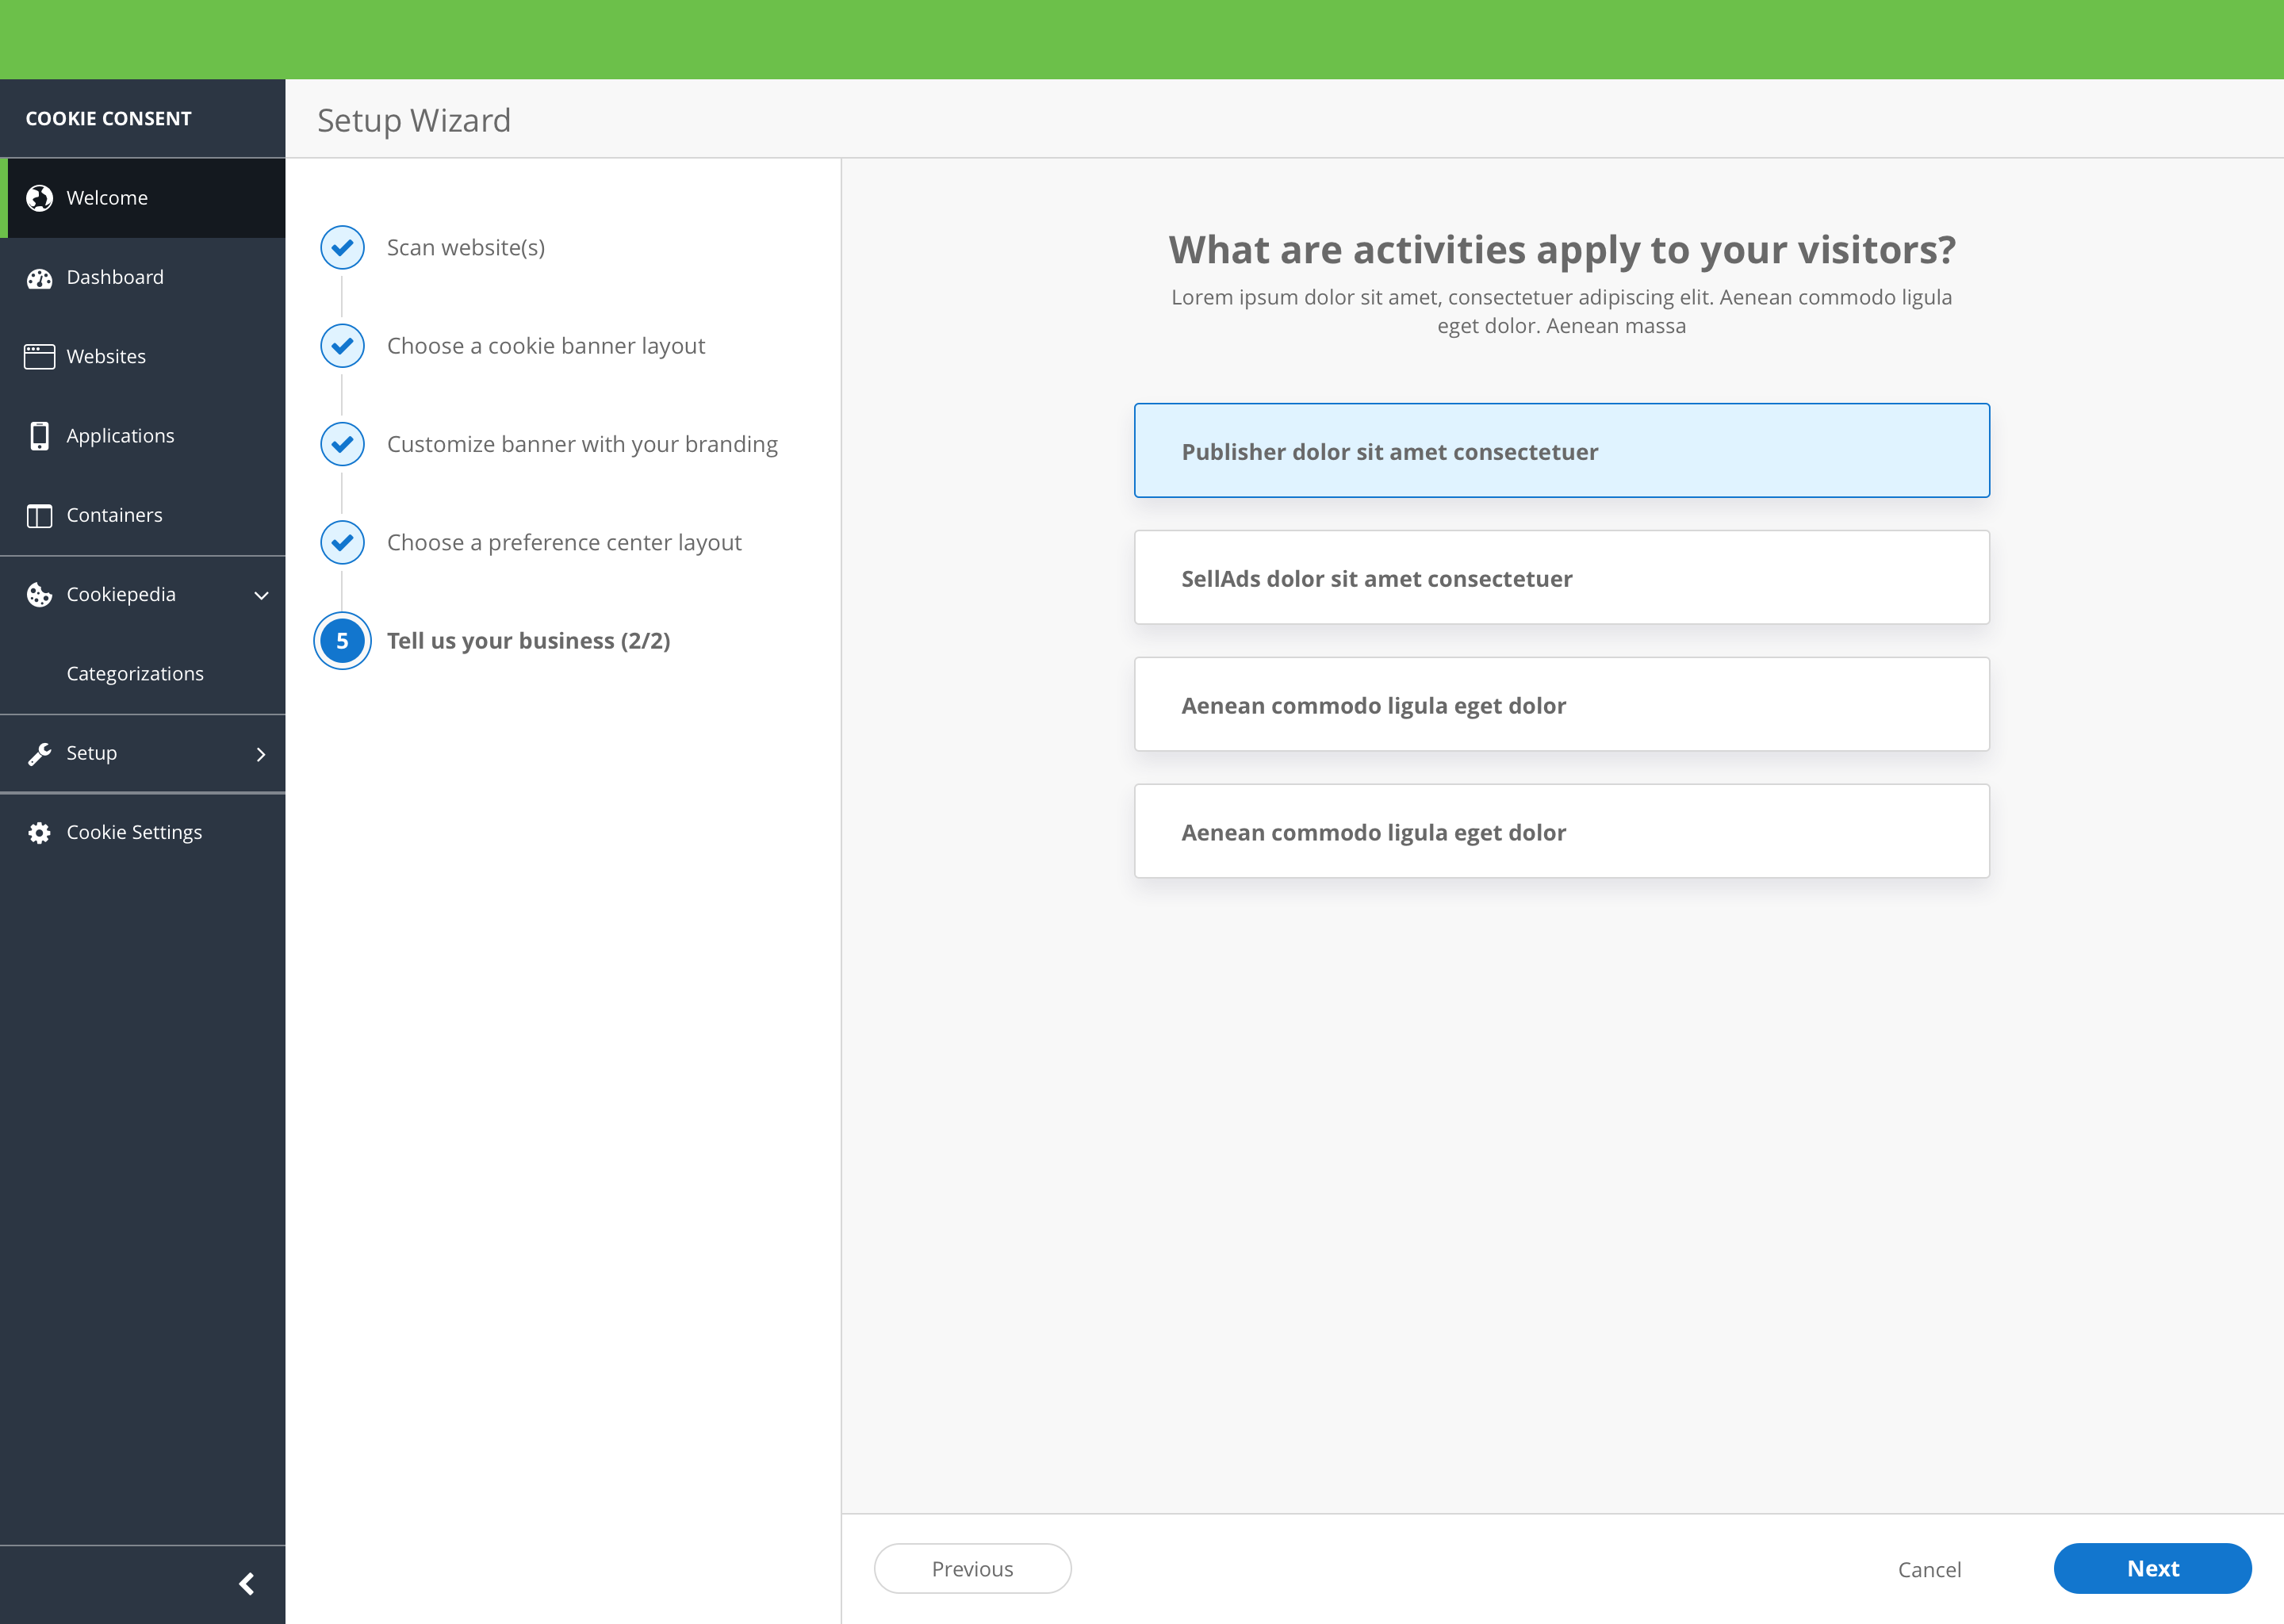 COOKIE CONSENT
Welcome
Dashboard
Websites
Applications
Containers
Cookiepedia
Categorizations
Setup
Cookie Settings
Setup Wizard
Scan website(s)
Choose a cookie banner layout
Customize banner with your branding
Choose a preference center layout
5 Tell us your business (2/2)
What are activities apply to your visitors?
Lorem ipsum dolor sit amet, consectetuer adipiscing elit. Aenean commodo ligula
eget dolor. Aenean massa
Publisher dolor sit amet consectetuer
SellAds dolor sit amet consectetuer
Aenean commodo ligula eget dolor
Aenean commodo ligula eget dolor
Previous
Cancel
Next